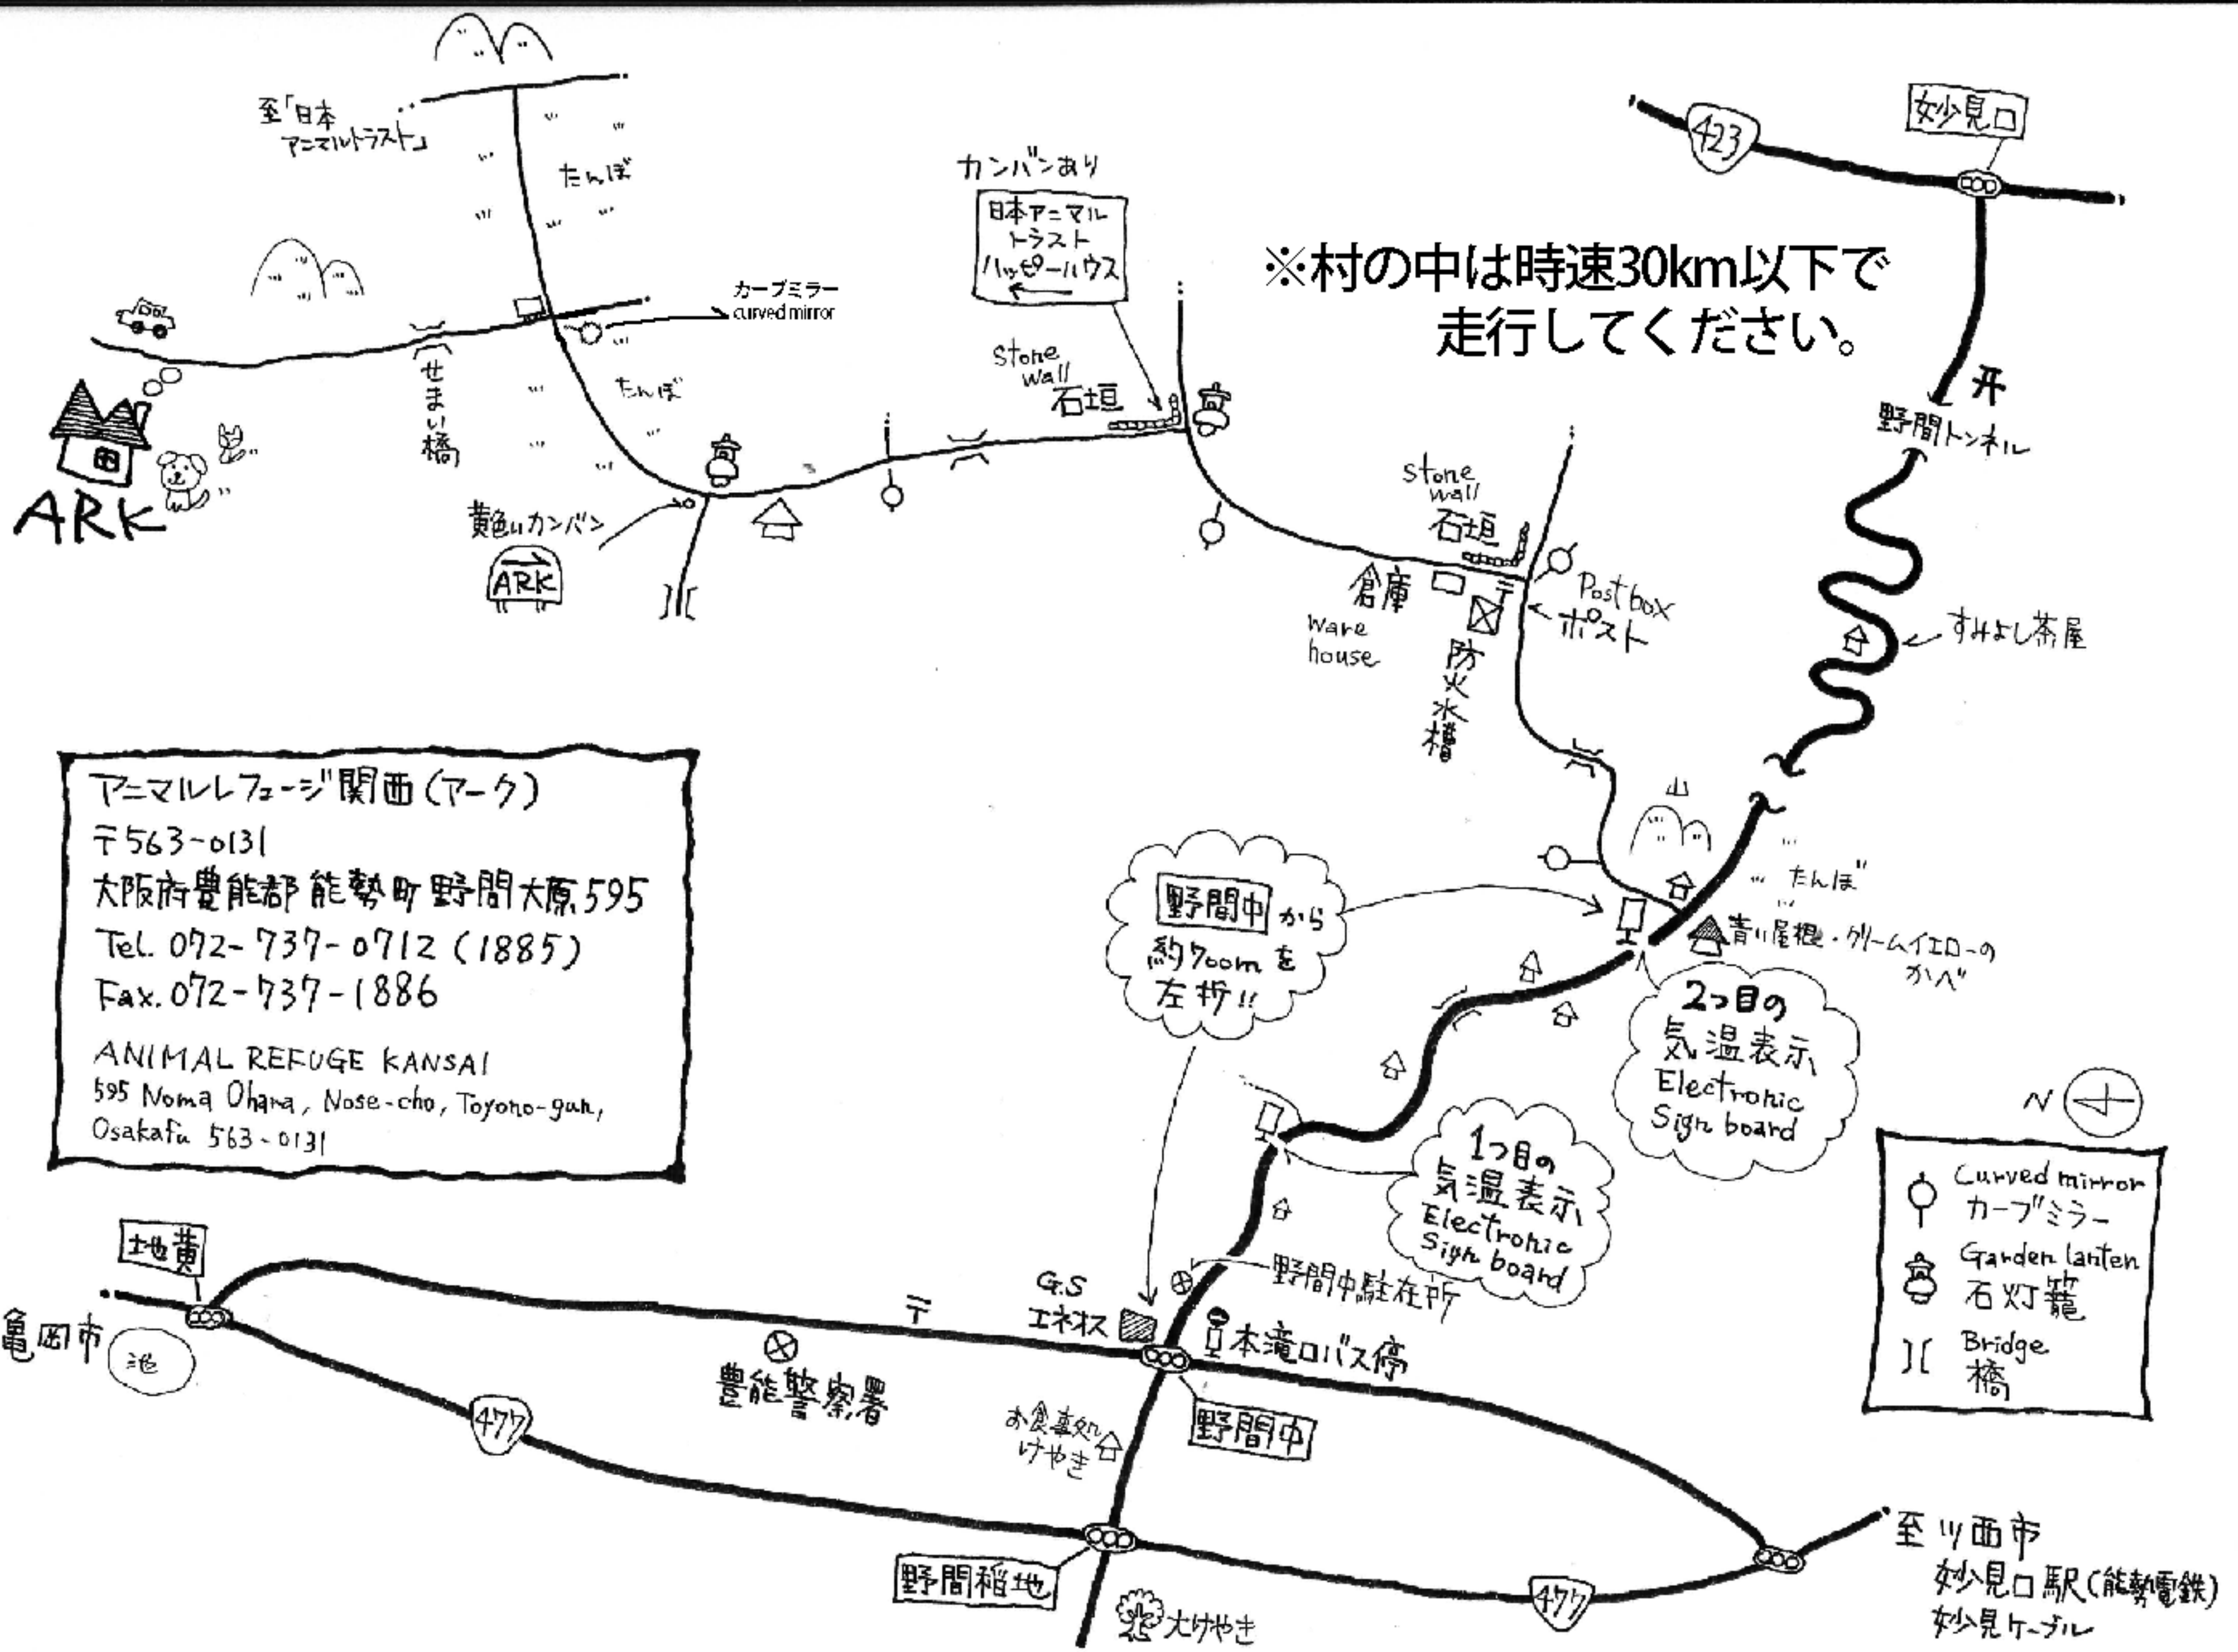 至「日本
アニマルトラスト」
たんぼ
カーブミラー
curved mirror
せまい橋
たんぼ
ARK
黄色いカンバン
ARK
カンバンあり
日本アニマル
トラスト
ハッピーハウス
stone
wall
石垣
※村の中は時速30km以下で
走行してください。
423
妙見口
野間トンネル
stone
wall
石垣
倉庫
ware
house
防火水槽
Postbox
ポスト
すみよし茶屋
山
たんぼ
青い屋根・クリームイエローの
かべ
野間中から
約700mを
左折!!
2つ目の
気温表示
Electronic
Sign board
1つ目の
気温表示
Electronic
Sign board
アニマルレフュージ関西(アーク)
〒563-0131
大阪府豊能郡能勢町野間大原595
Tel. 072-737-0712 (1885)
Fax. 072-737-1886
ANIMAL REFUGE KANSAI
595 Noma Ohara, Nose-cho, Toyono-gun,
Osakafu 563-0131
N
Curved mirror
カーブミラー
Garden lanten
石灯籠
Bridge
橋
地黄
亀岡市
池
〒
豊能警察署
G.S
エネオス
野間中駐在所
本滝口バス停
野間中
お食事処
けやき
477
野間稲地
大けやき
477
至川西市
妙見口駅(能勢電鉄)
妙見ケーブル